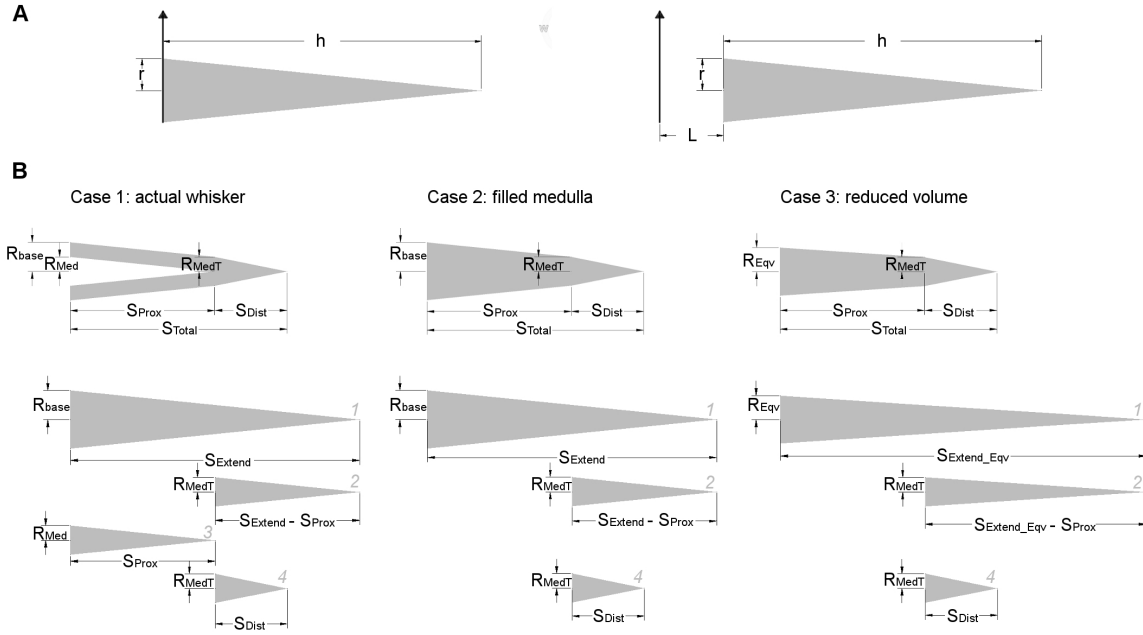 A
h
r
w
h
r
L
B
Case 1: actual whisker
Case 2: filled medulla
Case 3: reduced volume
Rbase
RMed
RMedT
SProx
SDist
STotal
Rbase
RMedT
SProx
SDist
STotal
REqv
RMedT
SProx
SDist
STotal
Rbase
1
SExtend
Rbase
1
SExtend
REqv
1
SExtend_Eqv
RMedT
2
SExtend - SProx
RMedT
2
SExtend - SProx
RMedT
2
SExtend_Eqv - SProx
RMed
3
SProx
RMedT
4
SDist
RMedT
4
SDist
RMedT
4
SDist